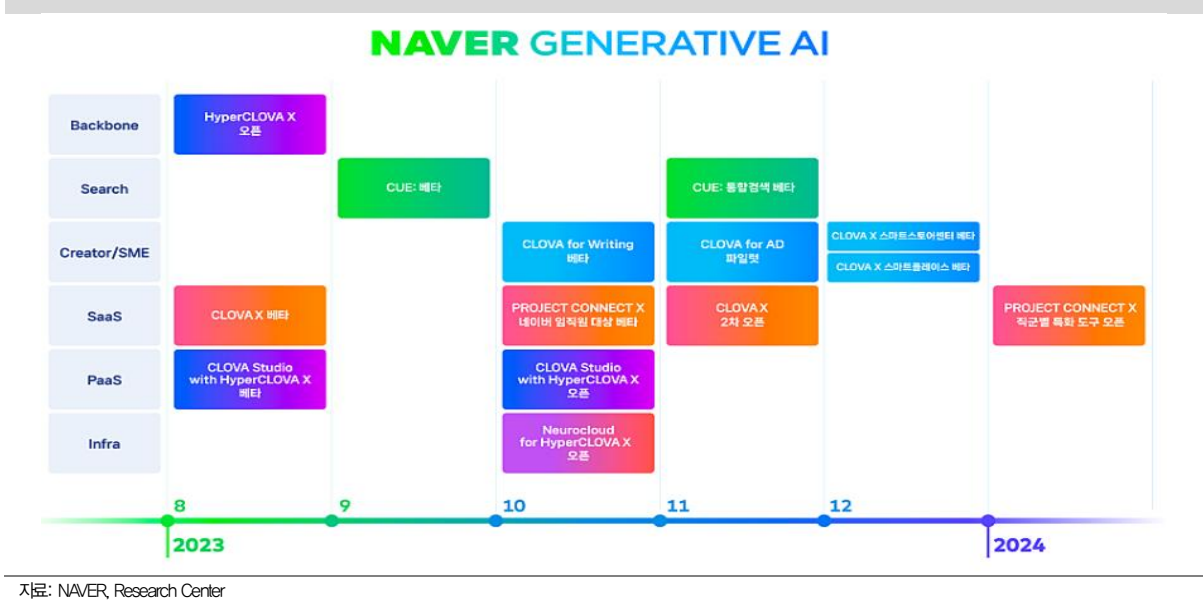 NAVER GENERATIVE AI
Backbone
HyperCLOVA X
오픈
Search
CUE: 베타
CUE: 통합검색 베타
Creator/SME
CLOVA for Writing
베타
CLOVA for AD
파일럿
CLOVA X 스마트스토어센터 베타
CLOVA X 스마트플레이스 베타
SaaS
CLOVA X 베타
PROJECT CONNECT X
네이버 임직원 대상 베타
CLOVA X
2차 오픈
PROJECT CONNECT X
직군별 특화 도구 오픈
PaaS
CLOVA Studio
with HyperCLOVA X
베타
CLOVA Studio
with HyperCLOVA X
오픈
Infra
Neurocloud
for HyperCLOVA X
오픈
8
9
10
11
12
2023
2024
자료: NAVER, Research Center